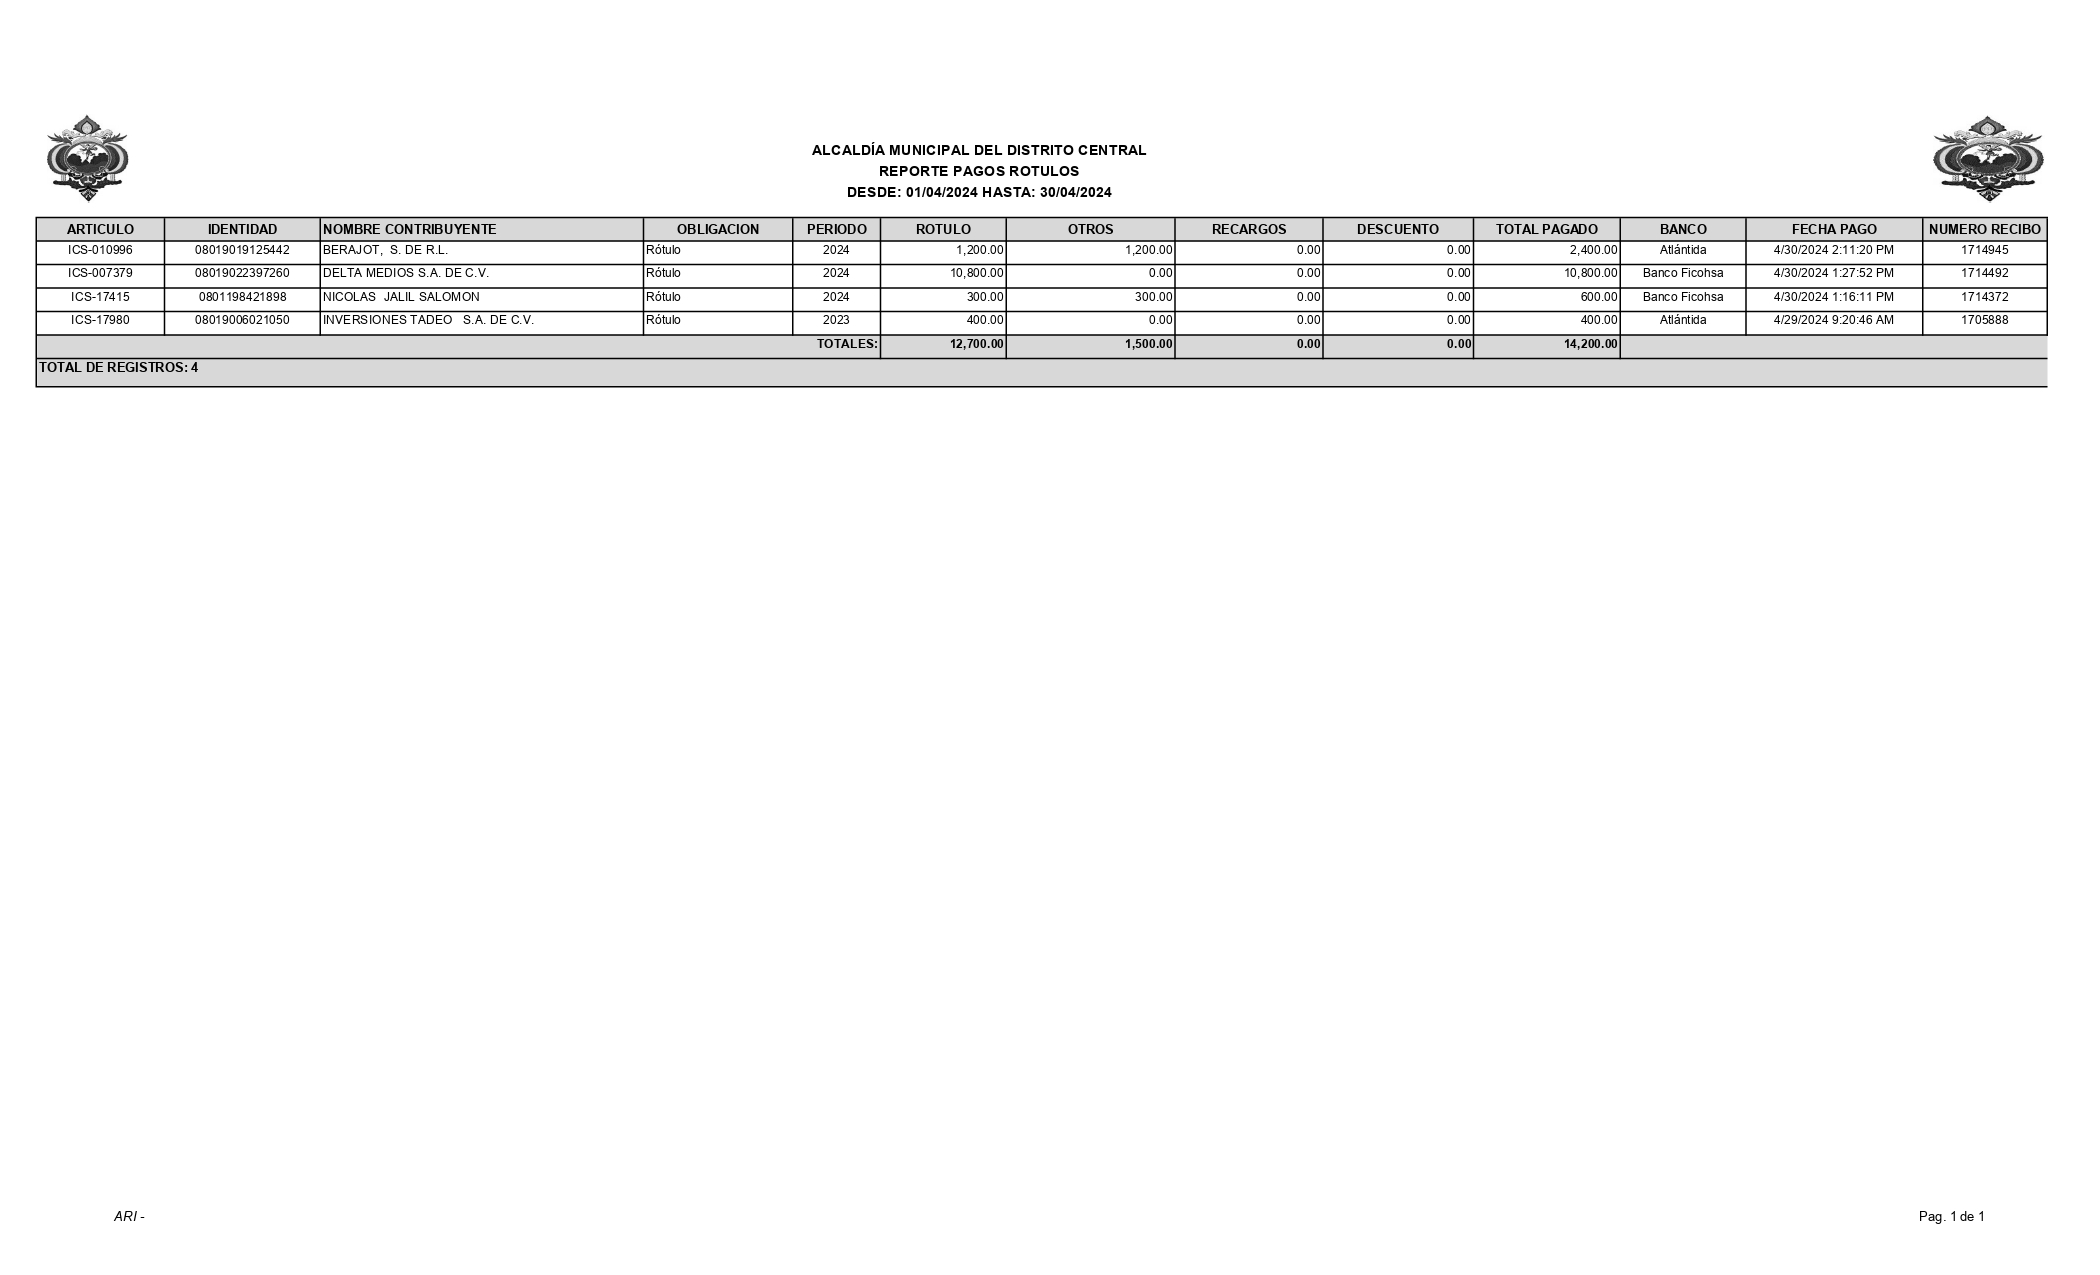 ALCALDÍA MUNICIPAL DEL DISTRITO CENTRAL
REPORTE PAGOS ROTULOS
DESDE: 01/04/2024 HASTA: 30/04/2024
ARTICULO IDENTIDAD NOMBRE CONTRIBUYENTE OBLIGACION PERIODO ROTULO OTROS RECARGOS DESCUENTO TOTAL PAGADO BANCO FECHA PAGO NUMERO RECIBO
ICS-010996 08019019125442 BERAJOT, S. DE R.L. Rótulo 2024 1,200.00 1,200.00 0.00 0.00 2,400.00 Atlántida 4/30/2024 2:11:20 PM 1714945
ICS-007379 08019022397260 DELTA MEDIOS S.A. DE C.V. Rótulo 2024 10,800.00 0.00 0.00 0.00 10,800.00 Banco Ficohsa 4/30/2024 1:27:52 PM 1714492
ICS-17415 0801198421898 NICOLAS JALIL SALOMON Rótulo 2024 300.00 300.00 0.00 0.00 600.00 Banco Ficohsa 4/30/2024 1:16:11 PM 1714372
ICS-17980 08019006021050 INVERSIONES TADEO S.A. DE C.V. Rótulo 2023 400.00 0.00 0.00 0.00 400.00 Atlántida 4/29/2024 9:20:46 AM 1705888
TOTALES: 12,700.00 1,500.00 0.00 0.00 14,200.00
TOTAL DE REGISTROS: 4
ARI -
Pag. 1 de 1